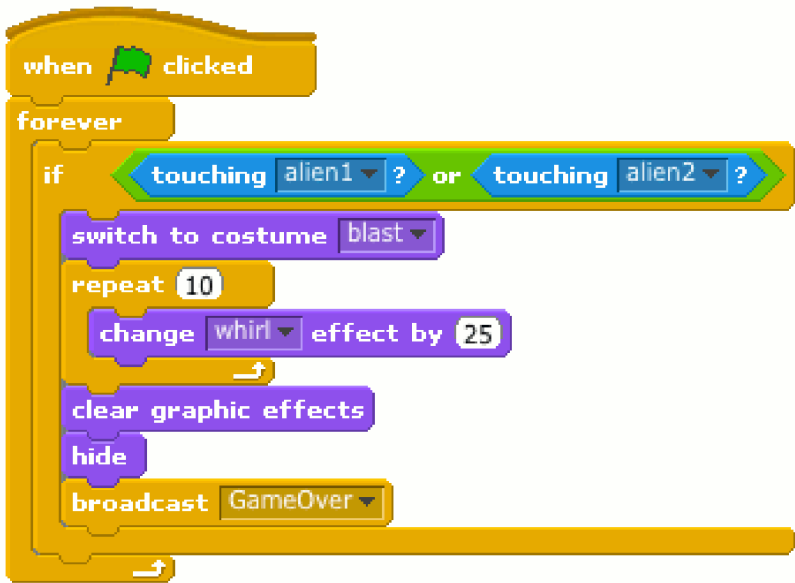 when clicked
forever
if touching alien1 ? or touching alien2 ?
switch to costume blast
repeat 10
change whirl effect by 25
clear graphic effects
hide
broadcast GameOver